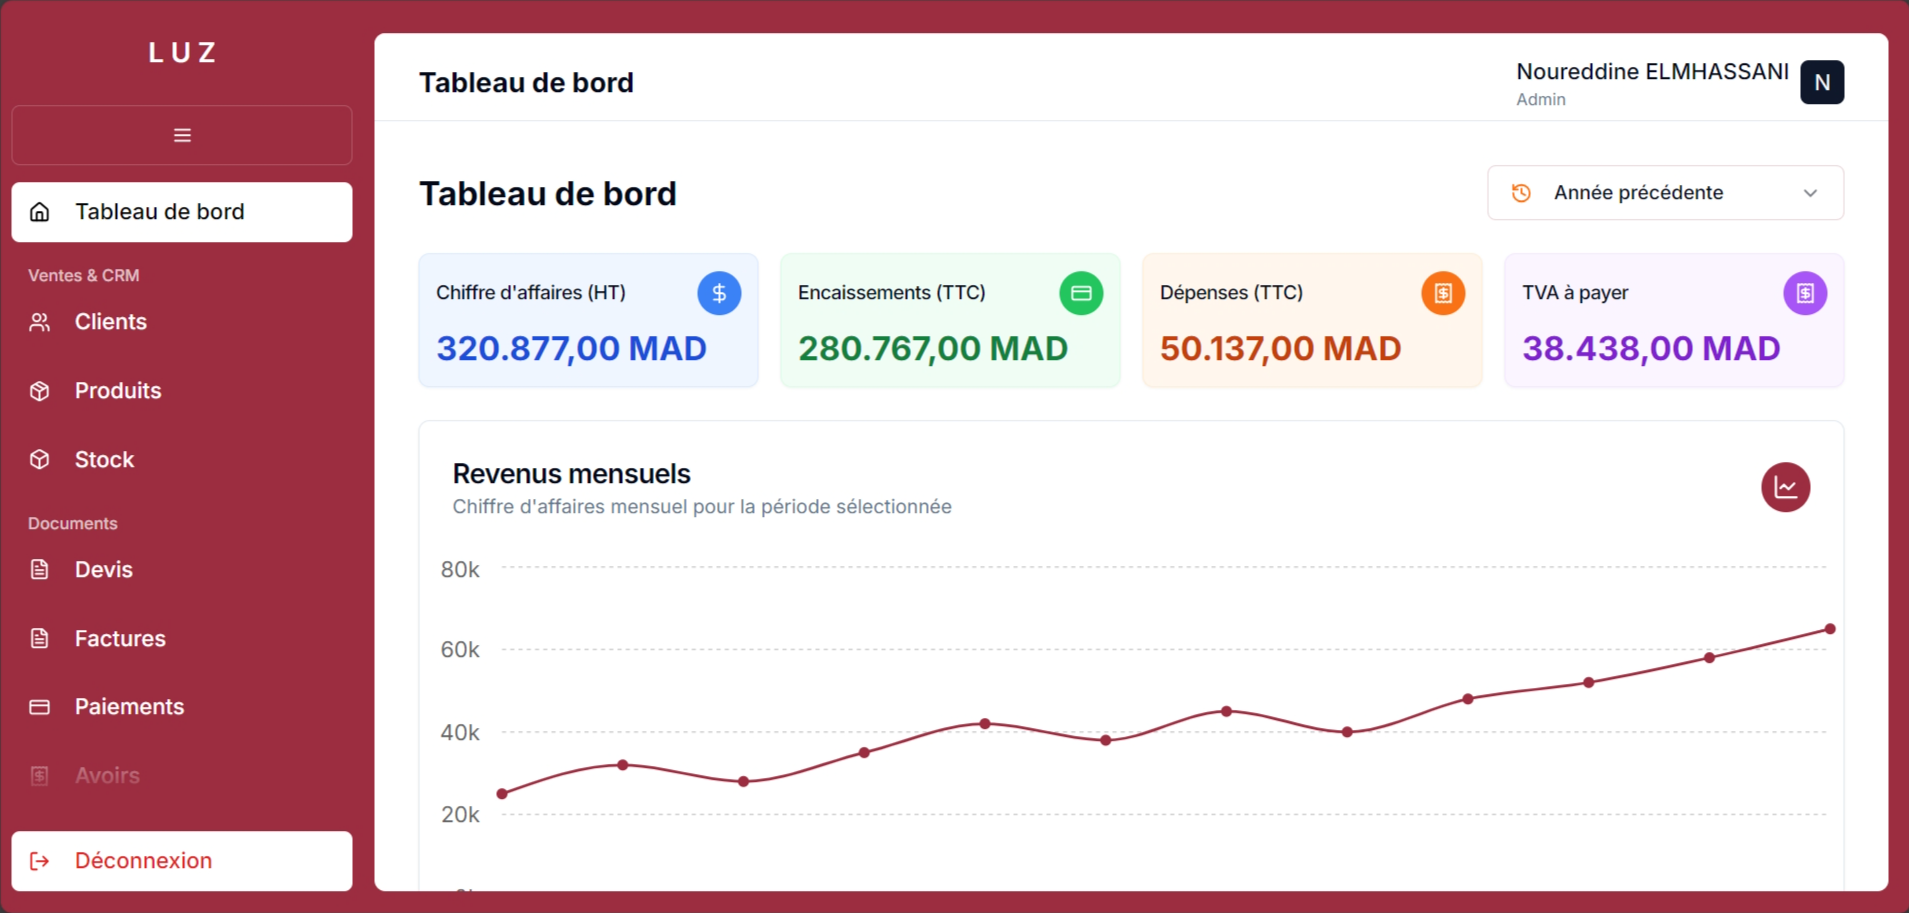 LUZ
Tableau de bord
Ventes & CRM
Clients
Produits
Stock
Documents
Devis
Factures
Paiements
Avoirs
Déconnexion
Tableau de bord
Noureddine ELMHASSANI
Admin
N
Tableau de bord
Année précédente
Chiffre d'affaires (HT)
320.877,00 MAD
Encaissements (TTC)
280.767,00 MAD
Dépenses (TTC)
50.137,00 MAD
TVA à payer
38.438,00 MAD
Revenus mensuels
Chiffre d'affaires mensuel pour la période sélectionnée
80k
60k
40k
20k